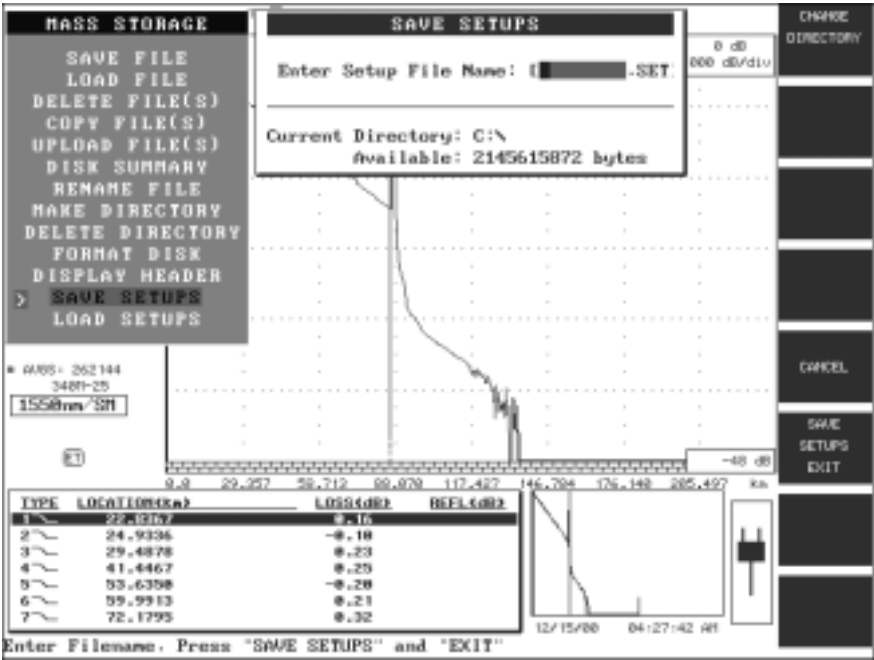 MASS STORAGE
SAVE FILE
LOAD FILE
DELETE FILE(S)
COPY FILE(S)
UPLOAD FILE(S)
DISK SUMMARY
RENAME FILE
MAKE DIRECTORY
DELETE DIRECTORY
FORMAT DISK
DISPLAY HEADER
> SAVE SETUPS
LOAD SETUPS
SAVE SETUPS
Enter Setup File Name: [ .SET
Current Directory: C:\
Available: 2145615872 bytes
0 dB
000 dB/div
CHANGE
DIRECTORY
CANCEL
SAVE
SETUPS
EXIT
AVGS: 262144
1550nm/SM
ET
-48 dB
0.0 29.357 58.713 88.070 117.427 146.784 176.140 205.497 km
TYPE LOCATION(km) LOSS(dB) REFL(dB)
1 22.8367 0.16
2 24.9336 -0.10
3 29.4878 0.23
4 41.4467 0.25
5 53.6350 -0.20
6 59.9913 0.21
7 72.1795 0.32
12/15/00 04:27:42 AM
Enter Filename, Press "SAVE SETUPS" and "EXIT"